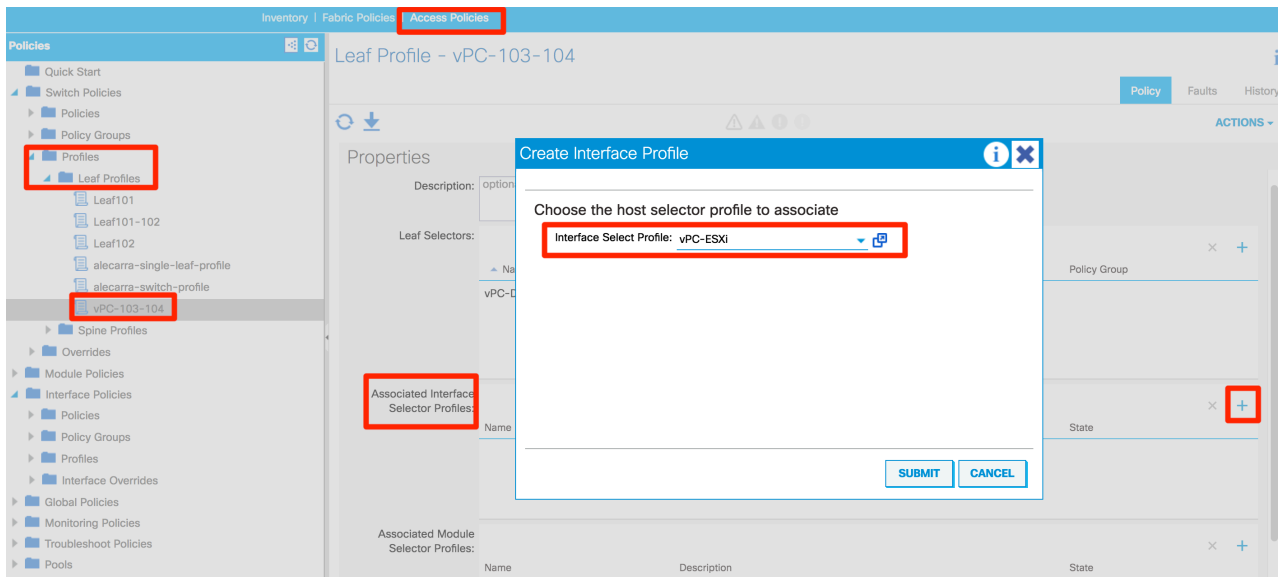 Inventory | Fabric Policies | Access Policies
Policies
Quick Start
Switch Policies
Policies
Policy Groups
Profiles
Leaf Profiles
Leaf101
Leaf101-102
Leaf102
alecarra-single-leaf-profile
alecarra-switch-profile
vPC-103-104
Spine Profiles
Overrides
Module Policies
Interface Policies
Policies
Policy Groups
Profiles
Interface Overrides
Global Policies
Monitoring Policies
Troubleshoot Policies
Pools
Leaf Profile - vPC-103-104
Policy Faults History
ACTIONS
Properties
Description:
Leaf Selectors:
Policy Group
Associated Interface
Selector Profiles:
Name State
Associated Module
Selector Profiles:
Name Description State
Create Interface Profile
Choose the host selector profile to associate
Interface Select Profile: vPC-ESXi
SUBMIT CANCEL